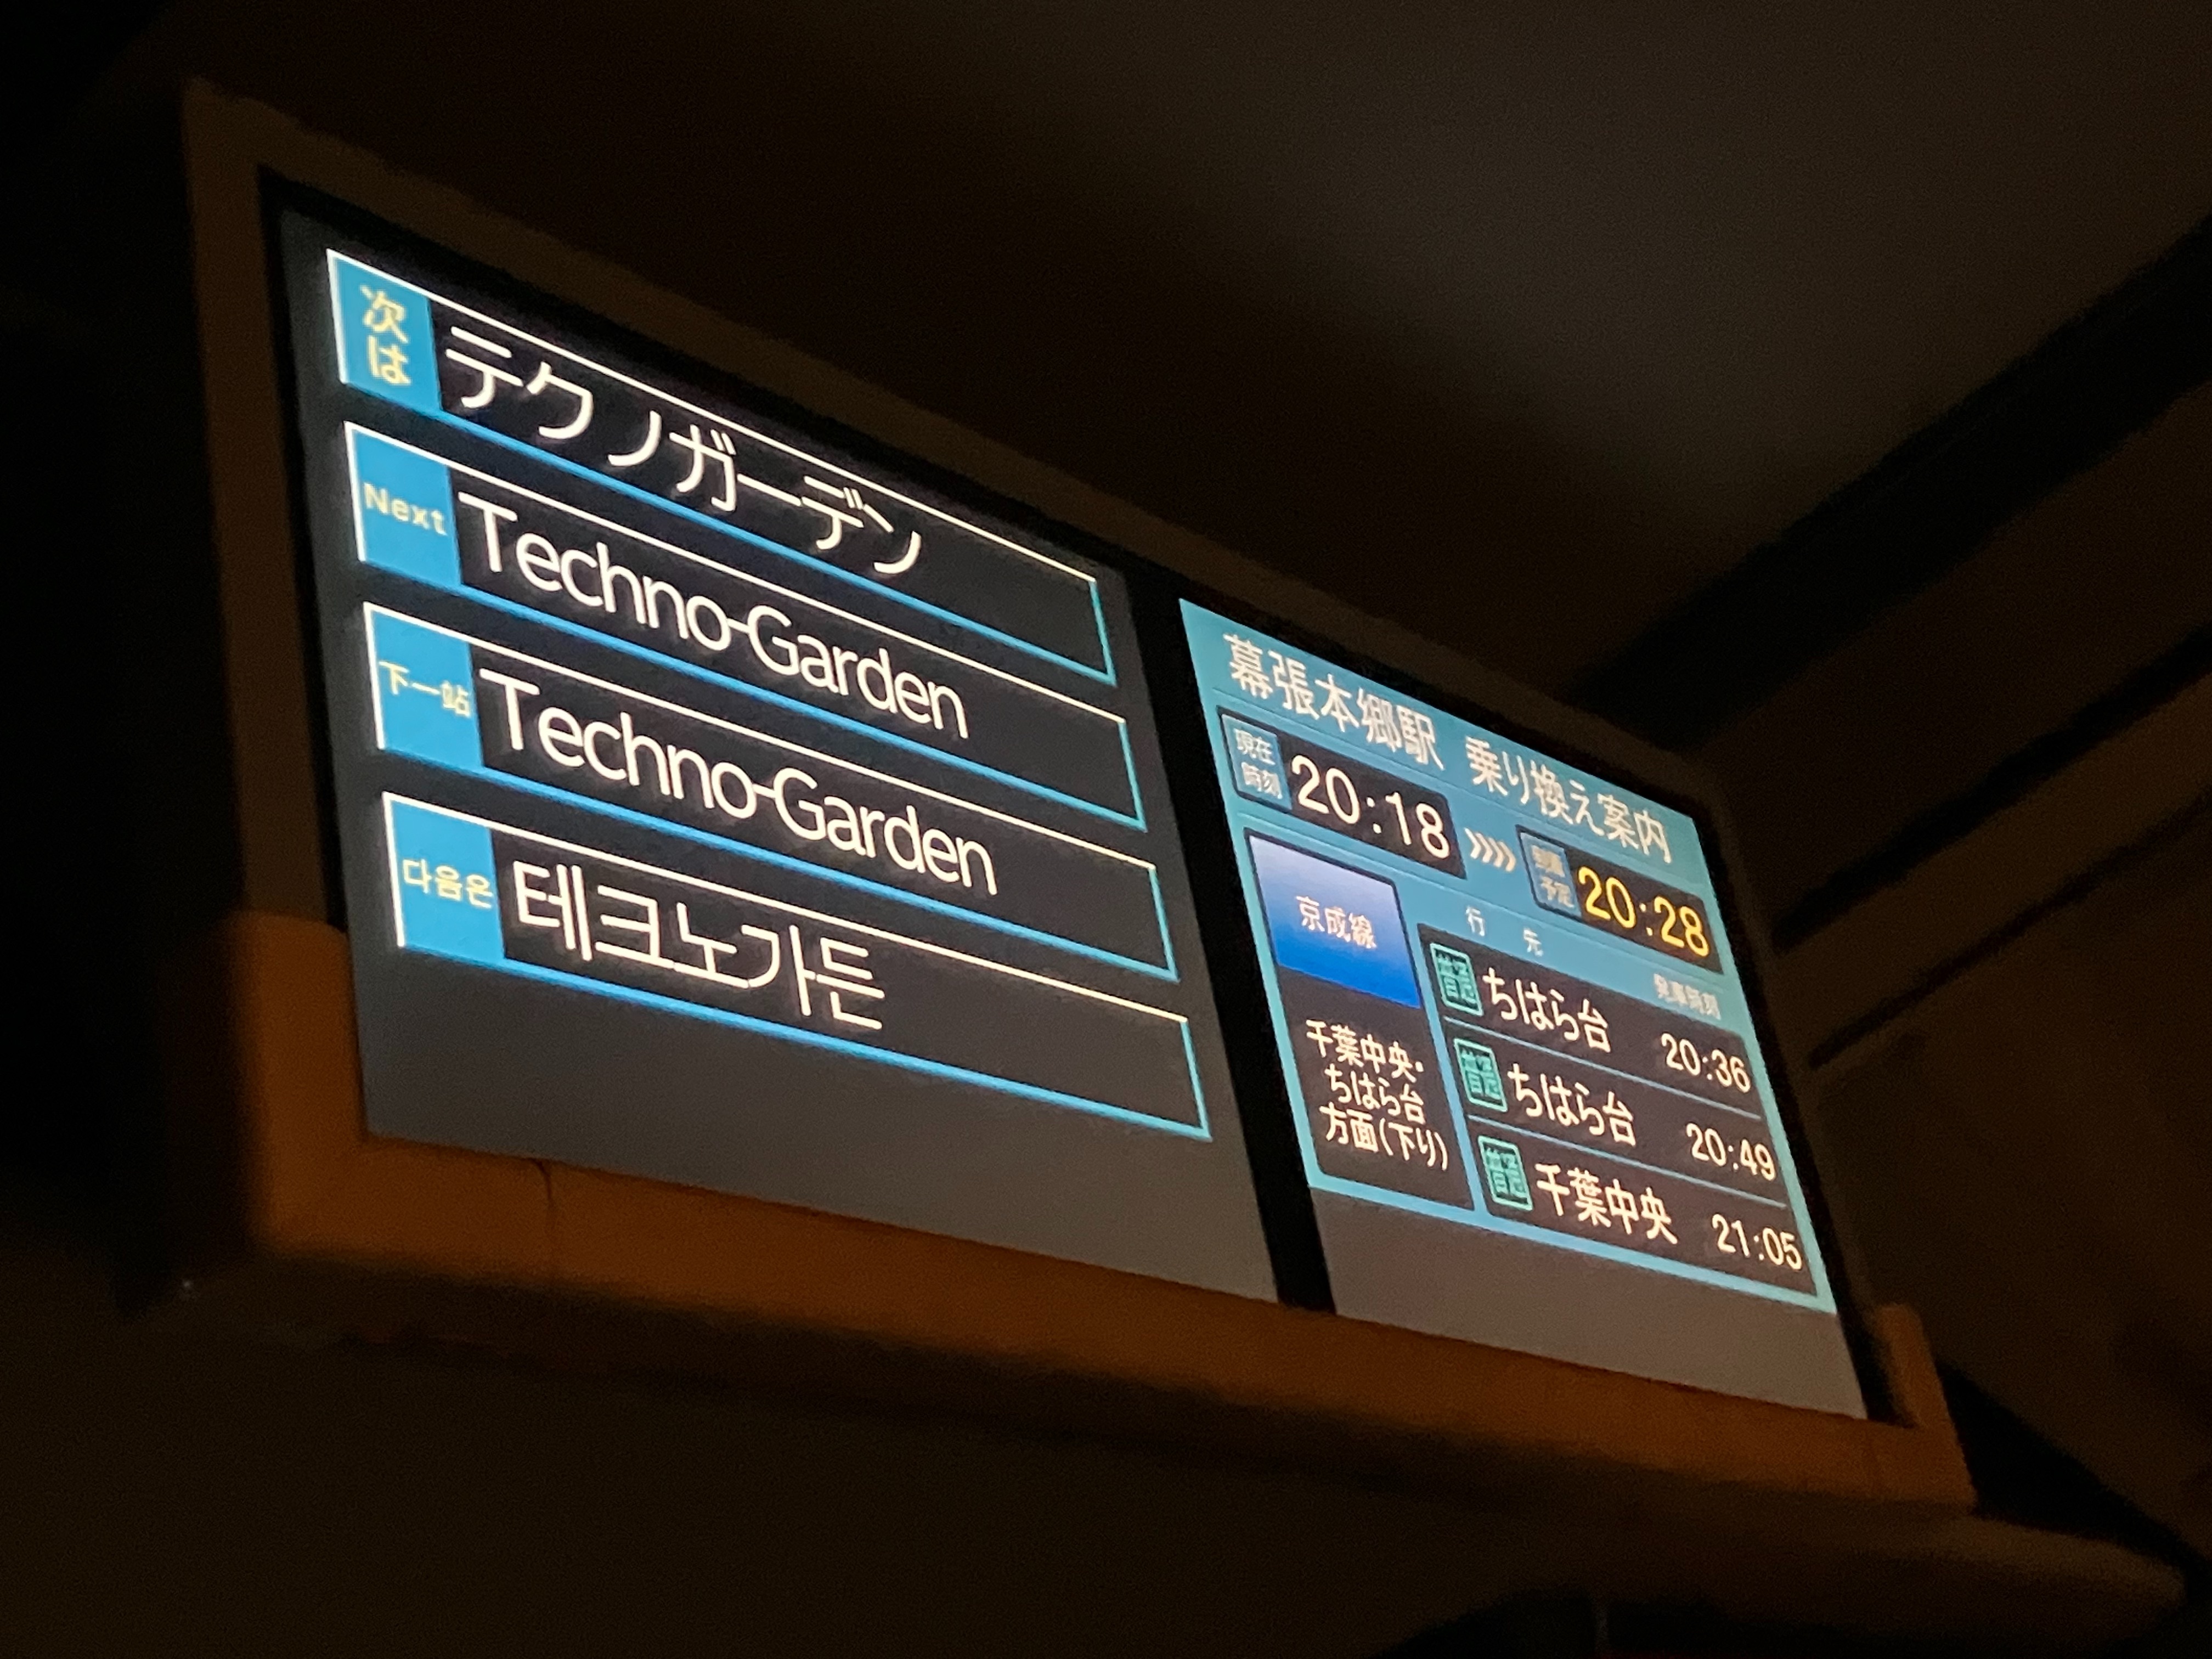 次は
テクノガーデン
Next
Techno-Garden
下一站
Techno-Garden
다음은
테크노가든
幕張本郷駅 乗り換え案内
現在時刻
20:18
到着予定
20:28
京成線
行先
発車時刻
千葉中央・
ちはら台
方面(下り)
普通 ちはら台 20:36
普通 ちはら台 20:49
普通 千葉中央 21:05